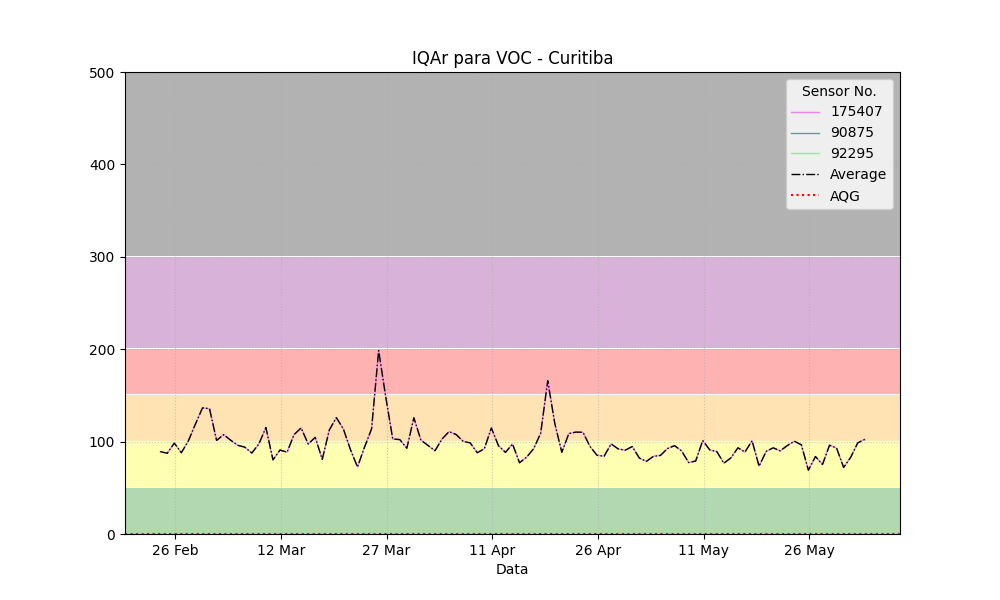 IQAr para VOC - Curitiba
500
400
300
200
100
0
Sensor No.
175407
90875
92295
Average
AQG
26 Feb
12 Mar
27 Mar
11 Apr
26 Apr
11 May
26 May
Data